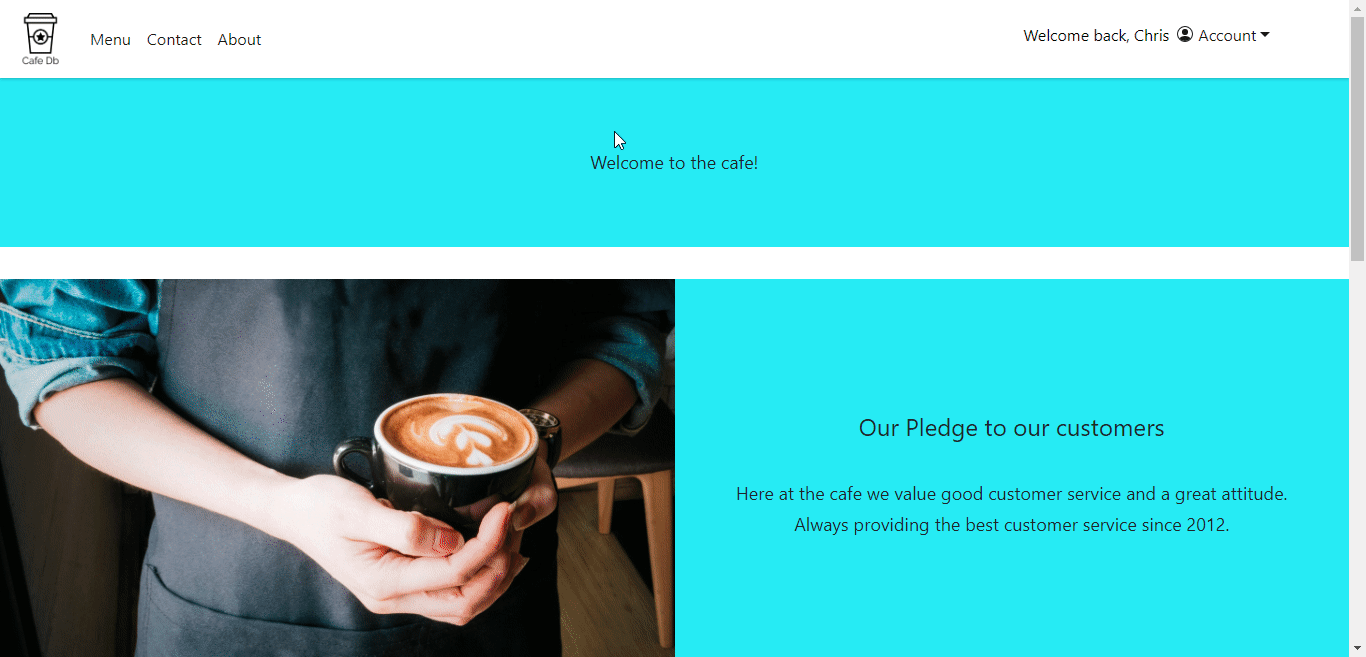 Cafe Db
Menu Contact About
Welcome back, Chris Account
Welcome to the cafe!
Our Pledge to our customers
Here at the cafe we value good customer service and a great attitude.
Always providing the best customer service since 2012.